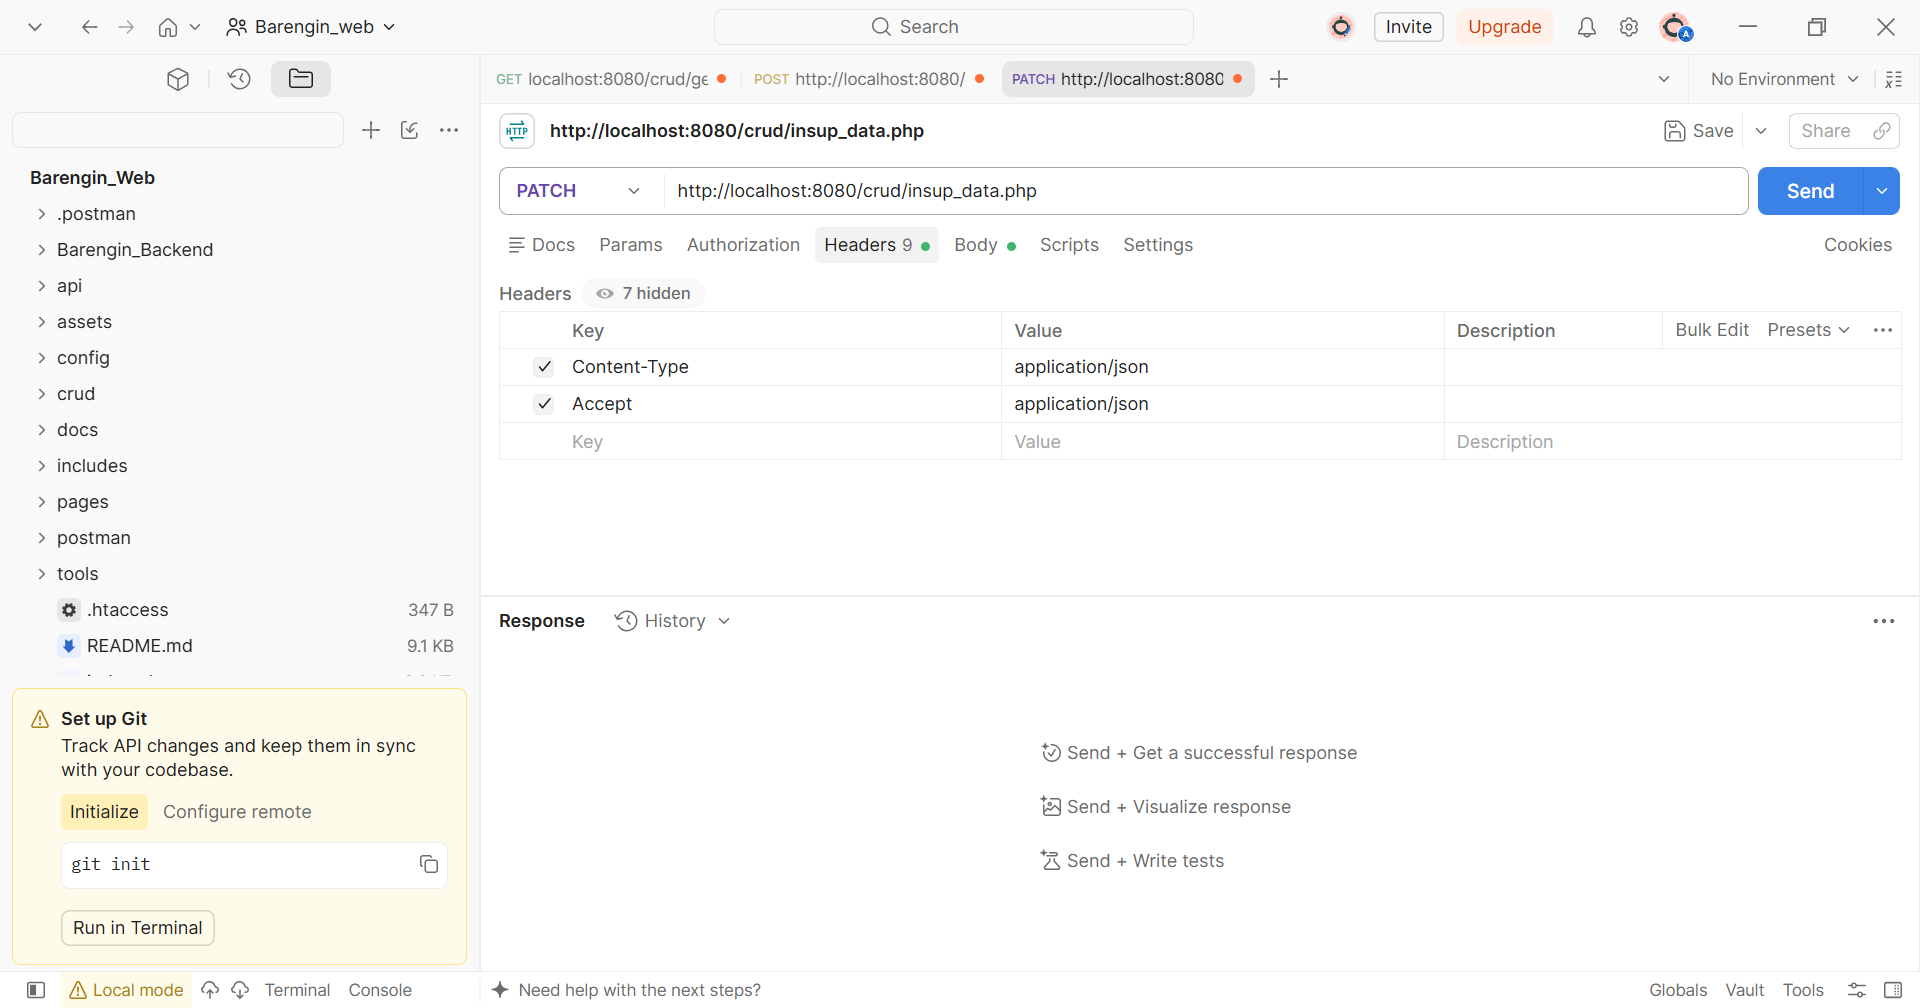 Barengin_web
Search
Invite
Upgrade
A
GET localhost:8080/crud/ge
POST http://localhost:8080/
PATCH http://localhost:8080
No Environment
HTTP
http://localhost:8080/crud/insup_data.php
Save
Share
PATCH
http://localhost:8080/crud/insup_data.php
Send
Docs
Params
Authorization
Headers 9
Body
Scripts
Settings
Cookies
Headers
7 hidden
Key
Value
Description
Bulk Edit
Presets
Content-Type
application/json
Accept
application/json
Key
Value
Description
Barengin_Web
.postman
Barengin_Backend
api
assets
config
crud
docs
includes
pages
postman
tools
.htaccess
347 B
README.md
9.1 KB
Set up Git
Track API changes and keep them in sync
with your codebase.
Initialize
Configure remote
git init
Run in Terminal
Response
History
Send + Get a successful response
Send + Visualize response
Send + Write tests
Local mode
Terminal
Console
Need help with the next steps?
Globals
Vault
Tools